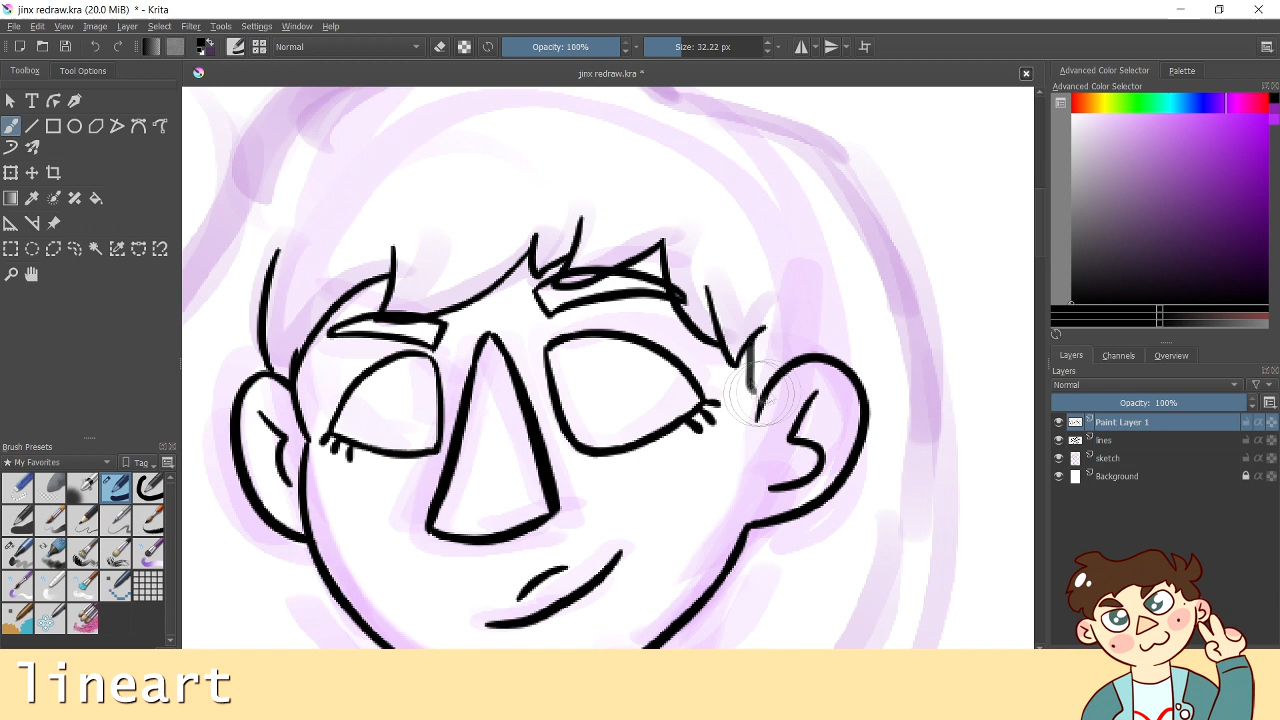 jinx redraw.kra (20.0 MiB) * - Krita
File Edit View Image Layer Select Filter Tools Settings Window Help
Normal Opacity: 100% Size: 32.22 px
Toolbox Tool Options
jinx redraw.kra *
Advanced Color Selector Palette
Advanced Color Selector
Layers Channels Overview
Layers
Normal
Opacity: 100%
Paint Layer 1
lines
sketch
Background
Brush Presets
★ My Favorites Tag
lineart